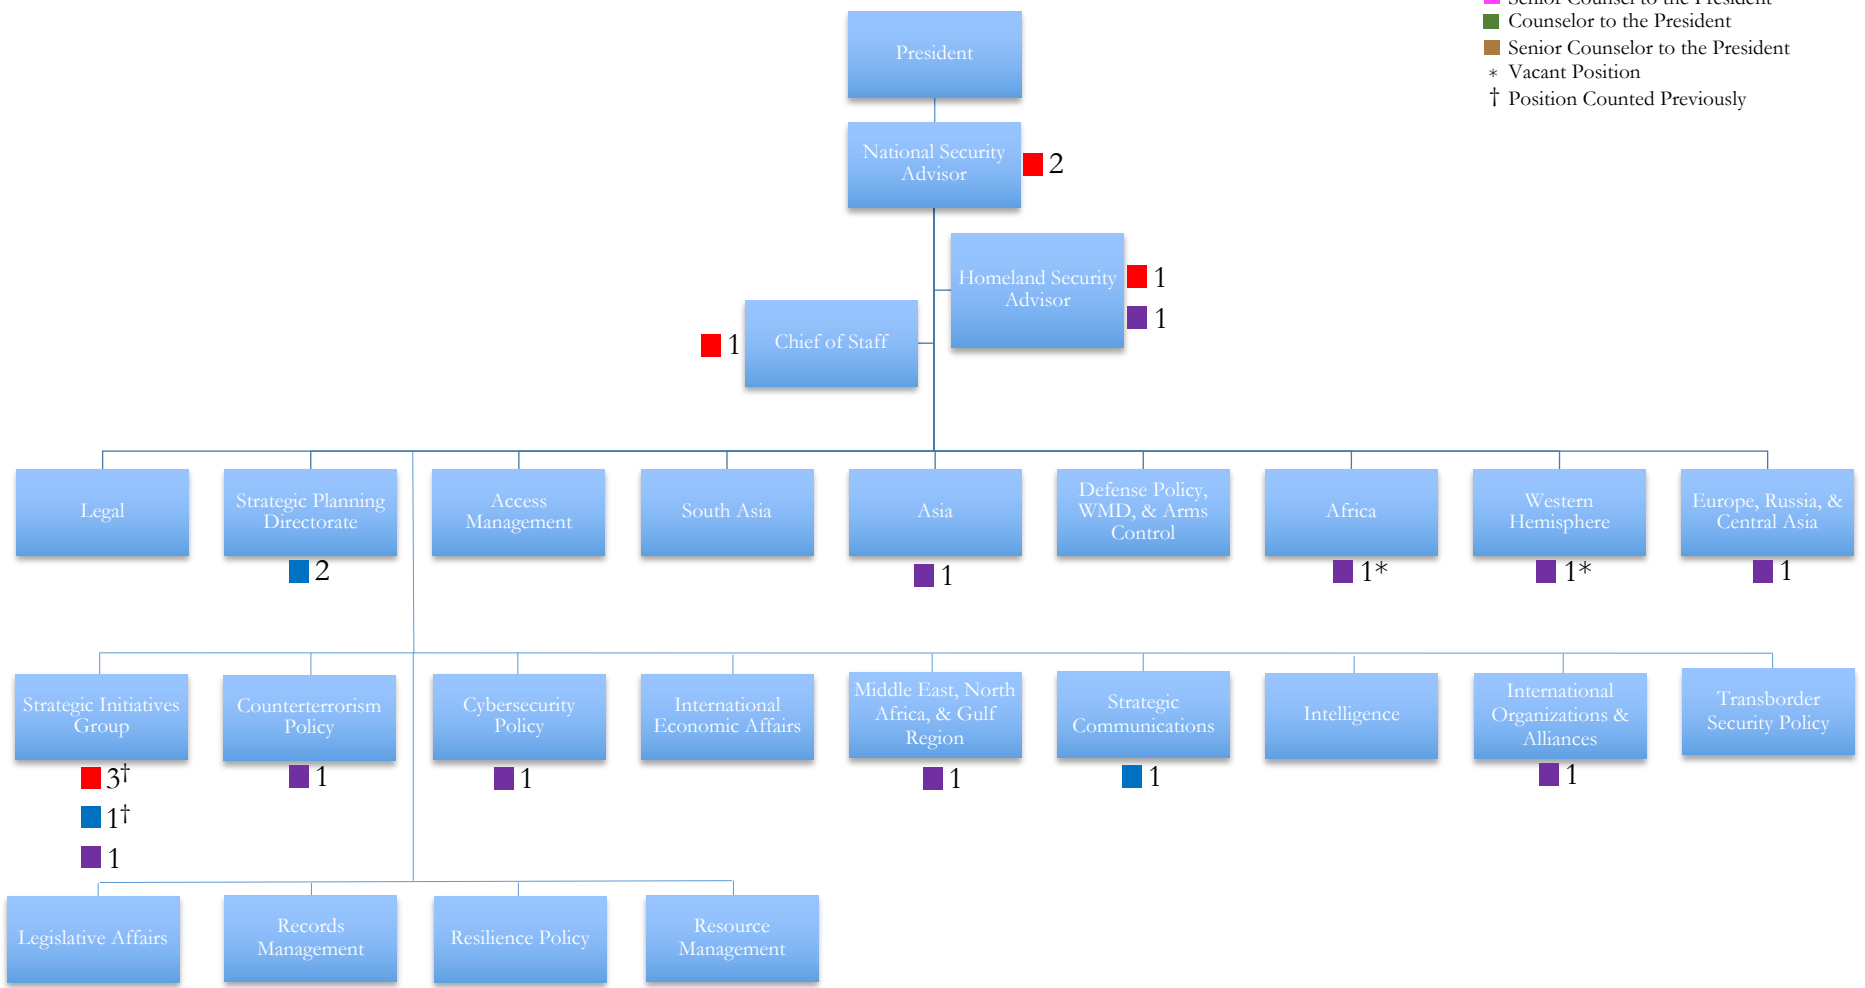 Senior Counsel to the President
Counselor to the President
Senior Counselor to the President
* Vacant Position
† Position Counted Previously
President
National Security
Advisor
2
Homeland Security
Advisor
1
1
Chief of Staff
1
Legal
Strategic Planning
Directorate
2
Access
Management
South Asia
Asia
1
Defense Policy,
WMD, & Arms
Control
Africa
1*
Western
Hemisphere
1*
Europe, Russia, &
Central Asia
1
Strategic Initiatives
Group
3†
1†
1
Counterterrorism
Policy
1
Cybersecurity
Policy
1
International
Economic Affairs
Middle East, North
Africa, & Gulf
Region
1
Strategic
Communications
1
Intelligence
International
Organizations &
Alliances
1
Transborder
Security Policy
Legislative Affairs
Records
Management
Resilience Policy
Resource
Management